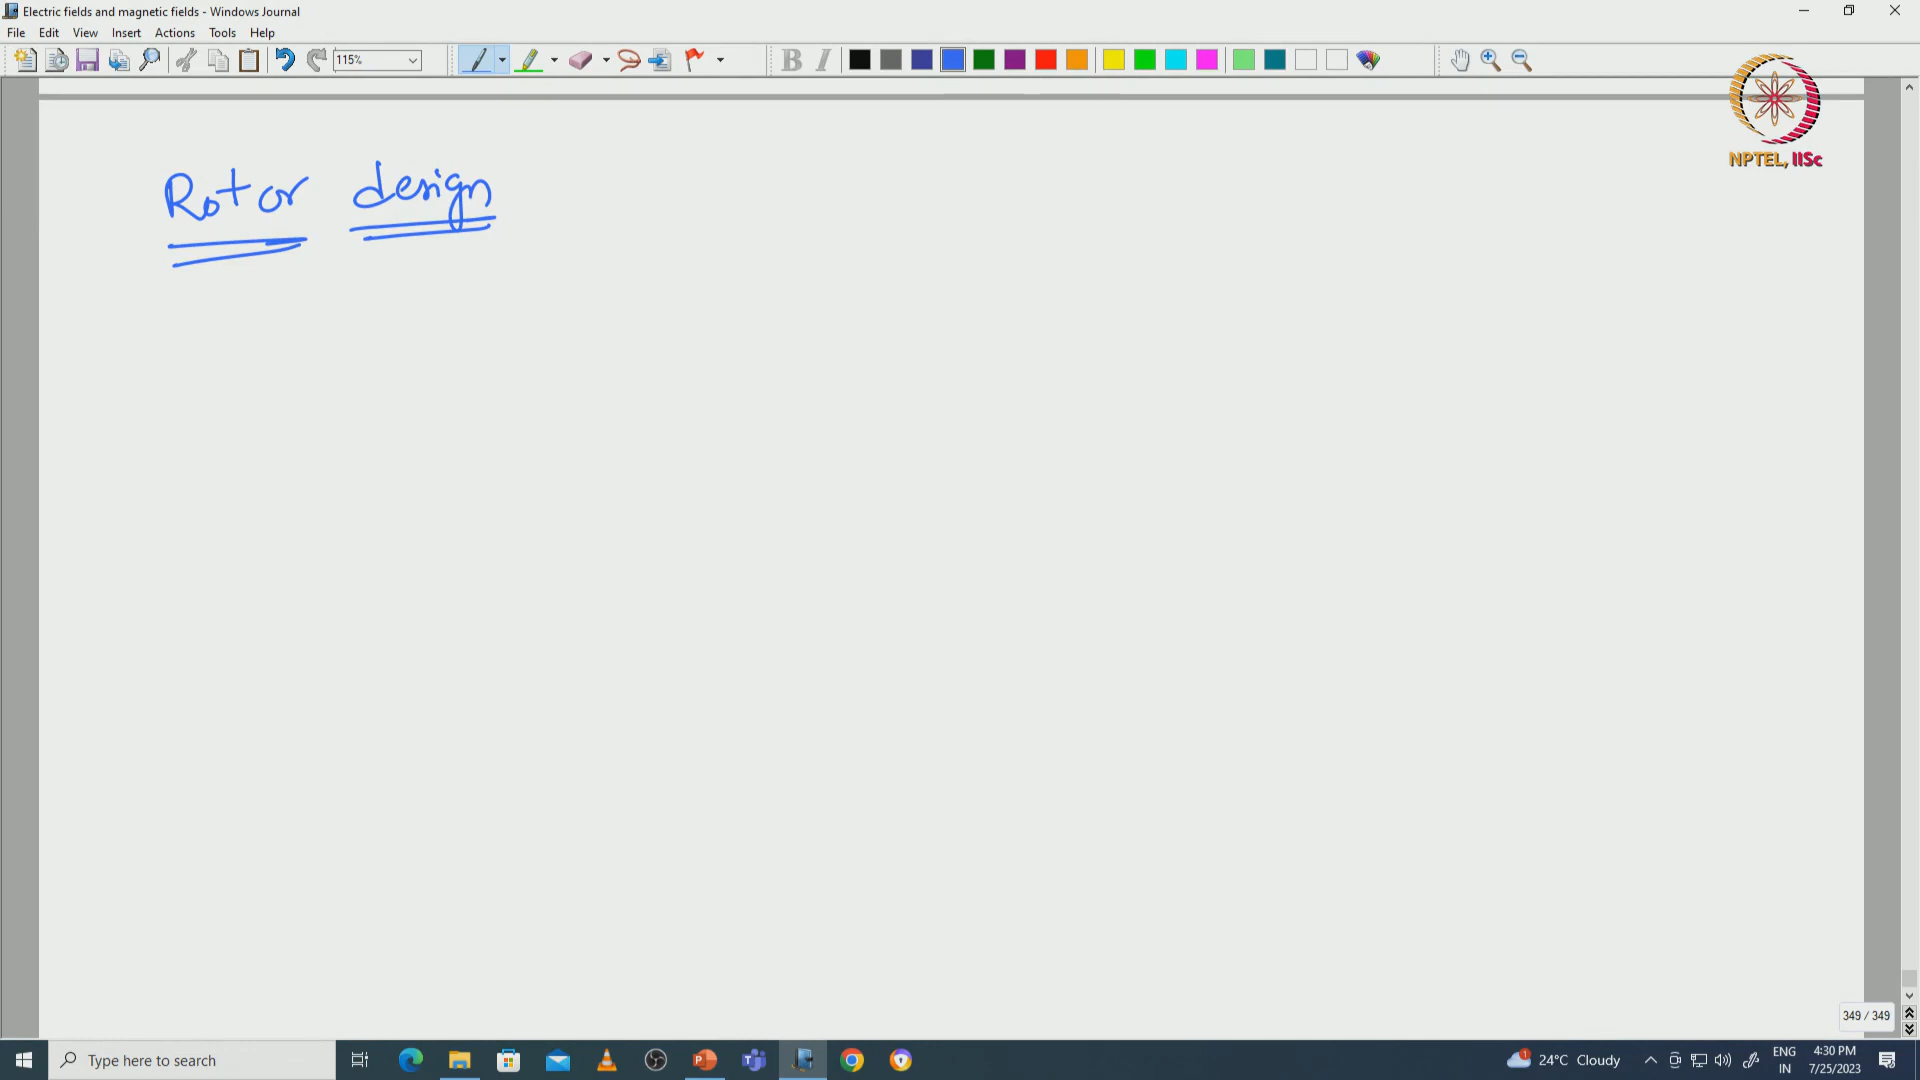 Electric fields and magnetic fields - Windows Journal
File Edit View Insert Actions Tools Help
115%
B I
NPTEL, IISc
Rotor design
349 / 349
Type here to search
24°C Cloudy
ENG
IN
4:30 PM
7/25/2023